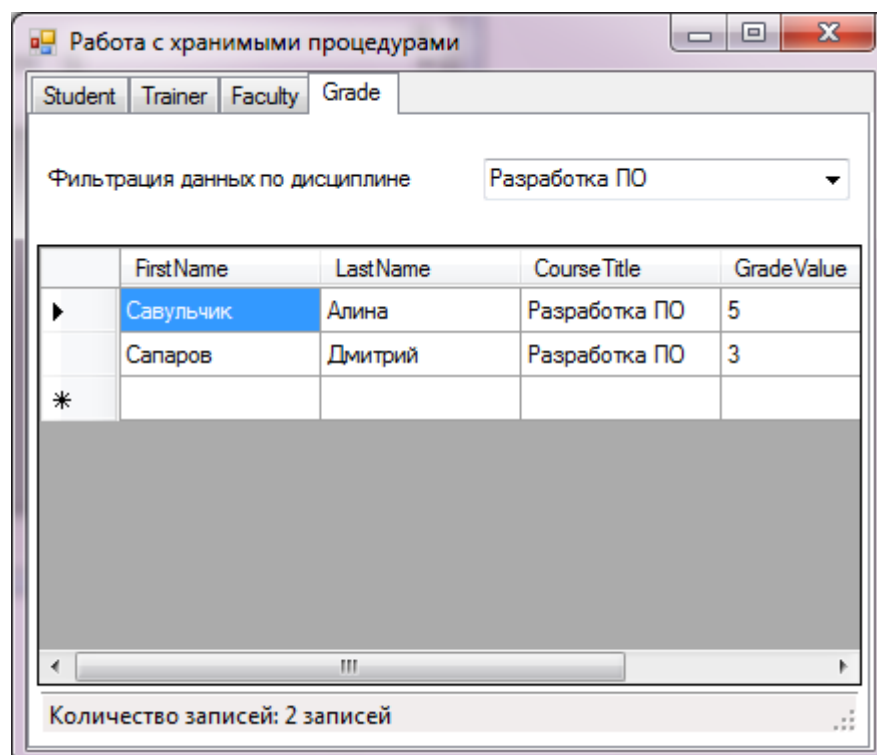 Работа с хранимыми процедурами
Student Trainer Faculty Grade
Фильтрация данных по дисциплине Разработка ПО
FirstName LastName CourseTitle GradeValue
Савульчик Алина Разработка ПО 5
Сапаров Дмитрий Разработка ПО 3
Количество записей: 2 записей